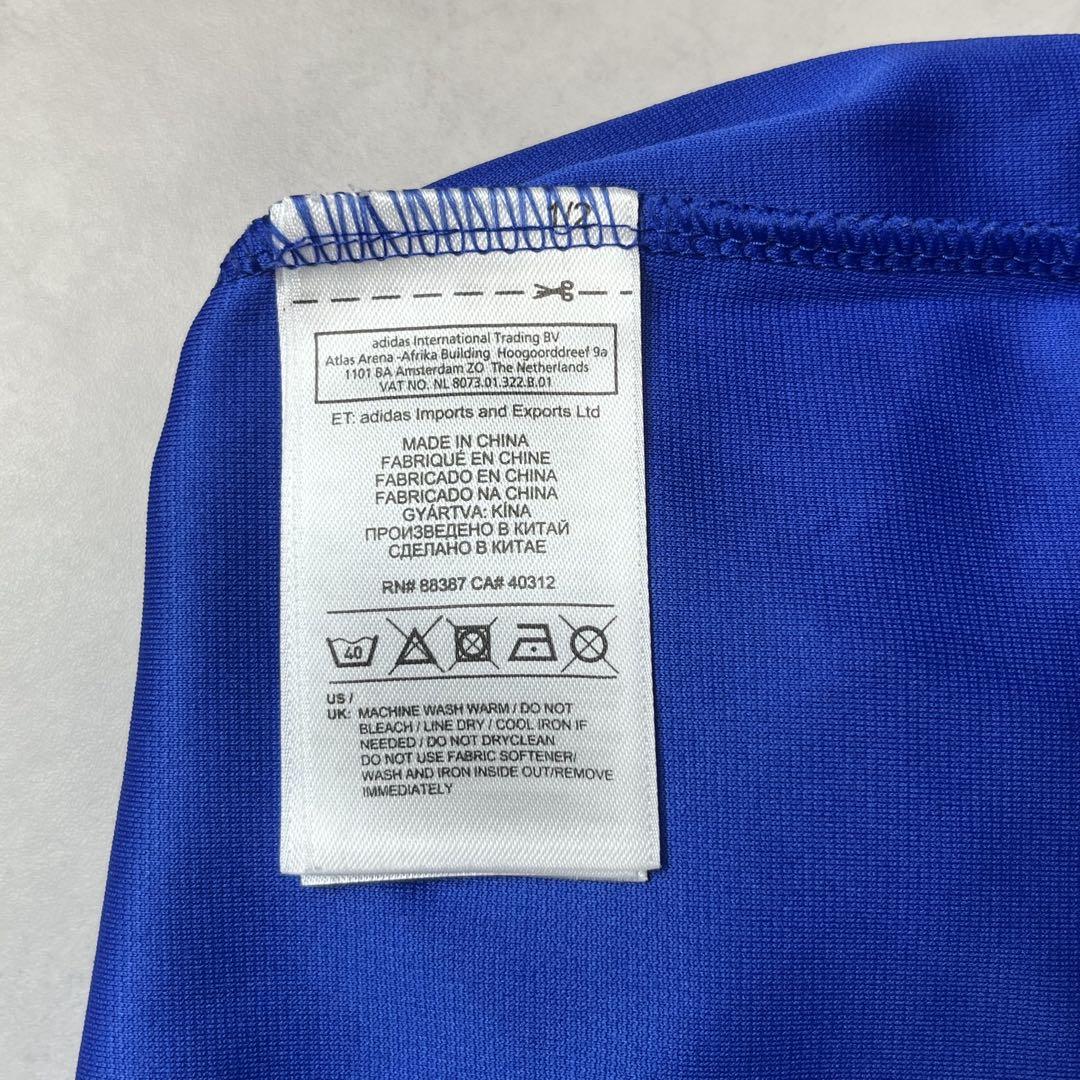 1/2
adidas International Trading BV
Atlas Arena -Afrika Building Hoogoorddreef 9a
1101 BA Amsterdam ZO The Netherlands
VAT NO. NL 8073.01.322.B.01
ET: adidas Imports and Exports Ltd
MADE IN CHINA
FABRIQUÉ EN CHINE
FABRICADO EN CHINA
FABRICADO NA CHINA
GYÁRTVA: KÍNA
ПРОИЗВЕДЕНО В КИТАЙ
СДЕЛАНО В КИТАЕ
RN# 88387 CA# 40312
40
US /
UK: MACHINE WASH WARM / DO NOT
BLEACH / LINE DRY / COOL IRON IF
NEEDED / DO NOT DRYCLEAN
DO NOT USE FABRIC SOFTENER/
WASH AND IRON INSIDE OUT/REMOVE
IMMEDIATELY